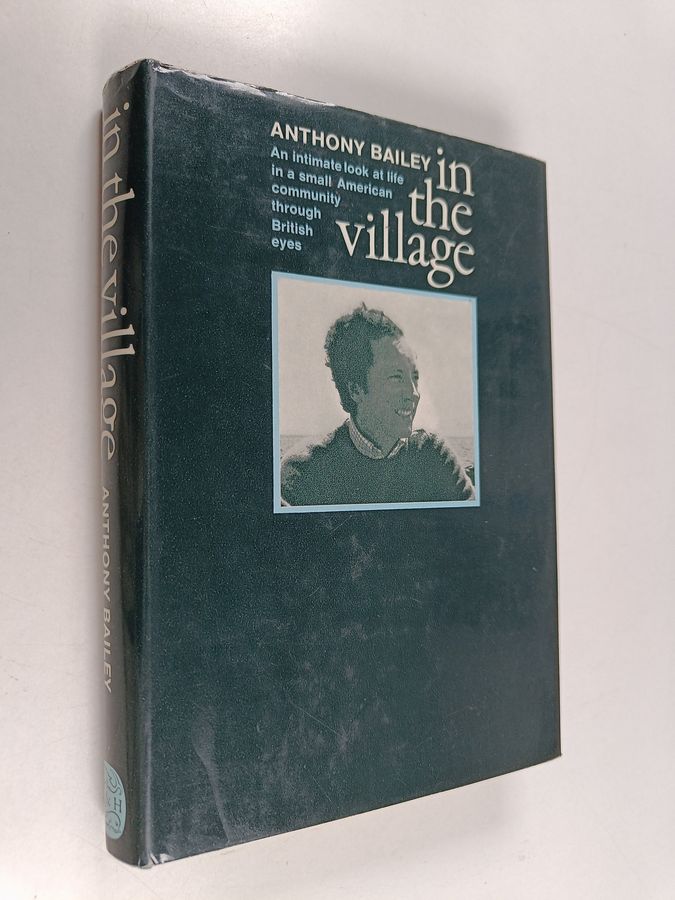 ANTHONY BAILEY
An intimate look at life
in a small American
community
through
British
eyes
in
the
village
in the village
ANTHONY BAILEY